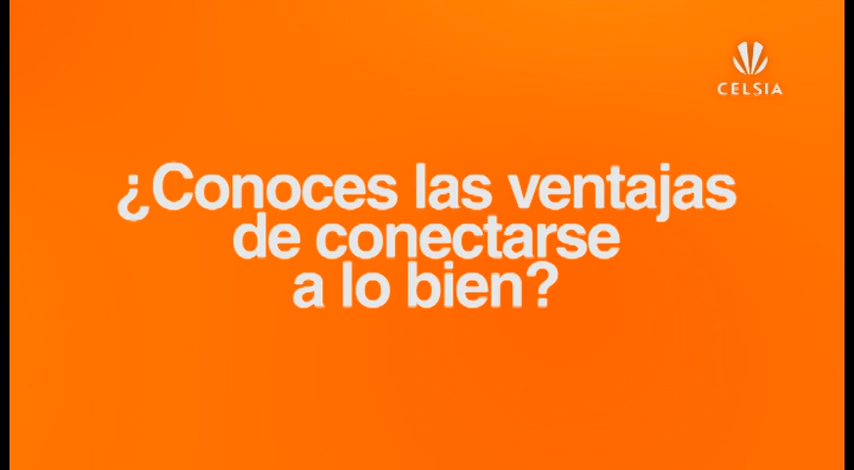 CELSIA
¿Conoces las ventajas
de conectarse
a lo bien?